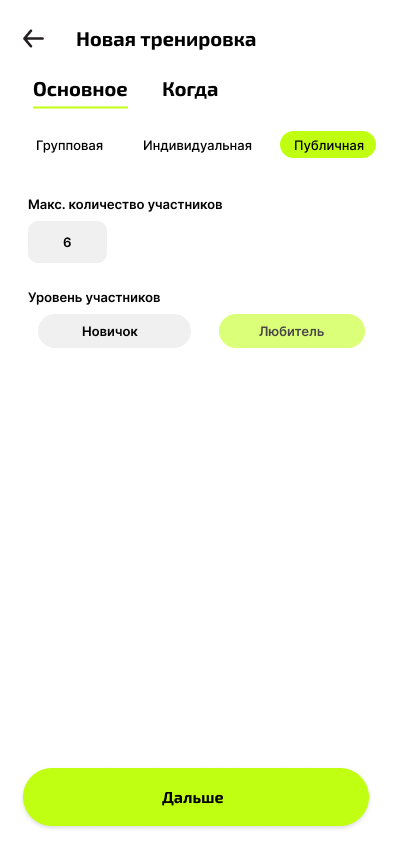 Новая тренировка
Основное Когда
Групповая Индивидуальная Публичная
Макс. количество участников
6
Уровень участников
Новичок Любитель
Дальше